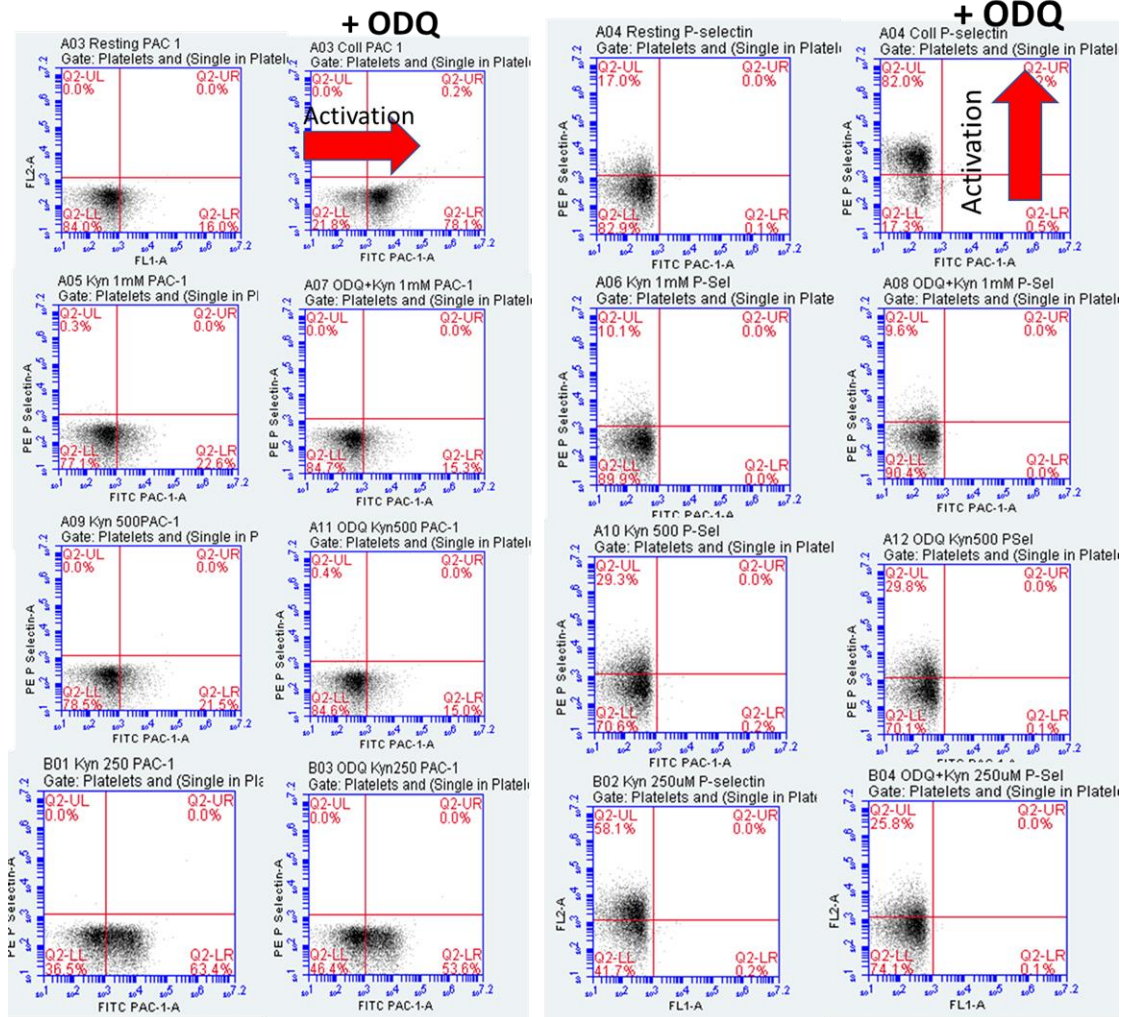 + ODQ
+ ODQ
A03 Resting PAC 1
Gate: Platelets and (Single in Platel
Q2-UL
0.0%
Q2-UR
0.0%
Q2-LL
84.0%
Q2-LR
16.0%
FL2-A
FL1-A
A03 Coll PAC 1
Gate: Platelets and (Single in Platele
Q2-UL
0.0%
Q2-UR
0.2%
Activation
Q2-LL
21.8%
Q2-LR
78.1%
FITC PAC-1-A
A04 Resting P-selectin
Gate: Platelets and (Single in Platel
Q2-UL
17.0%
Q2-UR
0.0%
Q2-LL
82.9%
Q2-LR
0.1%
PE P Selectin-A
FITC PAC-1-A
A04 Coll P-selectin
Gate: Platelets and (Single in Platele
Q2-UL
82.0%
Q2-UR
Activation
Q2-LL
17.3%
Q2-LR
0.5%
PE P Selectin-A
FITC PAC-1-A
A05 Kyn 1mM PAC-1
Gate: Platelets and (Single in Pl
Q2-UL
0.3%
Q2-UR
0.0%
Q2-LL
77.1%
Q2-LR
22.6%
PE P Selectin-A
FITC PAC-1-A
A07 ODQ+Kyn 1mM PAC-1
Gate: Platelets and (Single in Platele
Q2-UL
0.0%
Q2-UR
0.0%
Q2-LL
84.7%
Q2-LR
15.3%
PE P Selectin-A
FITC PAC-1-A
A06 Kyn 1mM P-Sel
Gate: Platelets and (Single in Plate
Q2-UL
10.1%
Q2-UR
0.0%
Q2-LL
89.9%
Q2-LR
0.0%
PE P Selectin-A
FITC PAC-1-A
A08 ODQ+Kyn 1mM P-Sel
Gate: Platelets and (Single in Platele
Q2-UL
9.6%
Q2-UR
0.0%
Q2-LL
90.4%
Q2-LR
0.0%
PE P Selectin-A
FITC PAC-1-A
A09 Kyn 500PAC-1
Gate: Platelets and (Single in P
Q2-UL
0.0%
Q2-UR
0.0%
Q2-LL
78.5%
Q2-LR
21.5%
PE P Selectin-A
FITC PAC-1-A
A11 ODQ Kyn500 PAC-1
Gate: Platelets and (Single in Platele
Q2-UL
0.4%
Q2-UR
0.0%
Q2-LL
84.6%
Q2-LR
15.0%
PE P Selectin-A
FITC PAC-1-A
A10 Kyn 500 P-Sel
Gate: Platelets and (Single in Platel
Q2-UL
29.3%
Q2-UR
0.0%
Q2-LL
70.6%
Q2-LR
0.2%
PE P Selectin-A
FITC PAC-1-A
A12 ODQ Kyn500 PSel
Gate: Platelets and (Single in Platele
Q2-UL
29.8%
Q2-UR
0.0%
Q2-LL
70.1%
Q2-LR
0.1%
PE P Selectin-A
FITC PAC-1-A
B01 Kyn 250 PAC-1
Gate: Platelets and (Single in Pla
Q2-UL
0.0%
Q2-UR
0.0%
Q2-LL
36.5%
Q2-LR
63.4%
PE P Selectin-A
FITC PAC-1-A
B03 ODQ Kyn250 PAC-1
Gate: Platelets and (Single in Platele
Q2-UL
0.0%
Q2-UR
0.0%
Q2-LL
46.4%
Q2-LR
53.6%
PE P Selectin-A
FITC PAC-1-A
B02 Kyn 250uM P-selectin
Gate: Platelets and (Single in Plate
Q2-UL
58.1%
Q2-UR
0.0%
Q2-LL
41.7%
Q2-LR
0.2%
FL2-A
FL1-A
B04 ODQ+Kyn 250uM P-Sel
Gate: Platelets and (Single in Platele
Q2-UL
25.8%
Q2-UR
0.0%
Q2-LL
74.1%
Q2-LR
0.1%
FL2-A
FL1-A